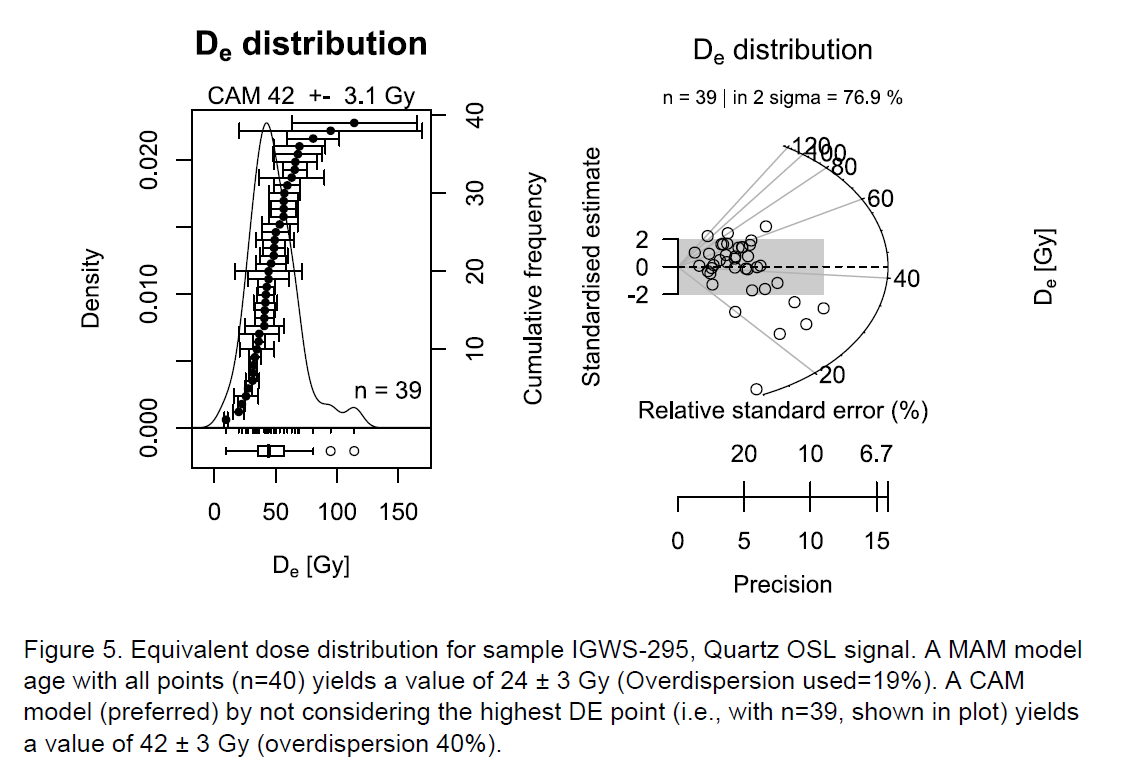 De distribution
CAM 42 +- 3.1 Gy
Density
0.000
0.010
0.020
n = 39
10
20
30
40
Cumulative frequency
0
50
100
150
De [Gy]
De distribution
n = 39 | in 2 sigma = 76.9 %
Standardised estimate
2
0
-2
120
100
80
60
40
20
De [Gy]
Relative standard error (%)
20 10 6.7
0 5 10 15
Precision
Figure 5. Equivalent dose distribution for sample IGWS-295, Quartz OSL signal. A MAM model
age with all points (n=40) yields a value of 24 ± 3 Gy (Overdispersion used=19%). A CAM
model (preferred) by not considering the highest DE point (i.e., with n=39, shown in plot) yields
a value of 42 ± 3 Gy (overdispersion 40%).